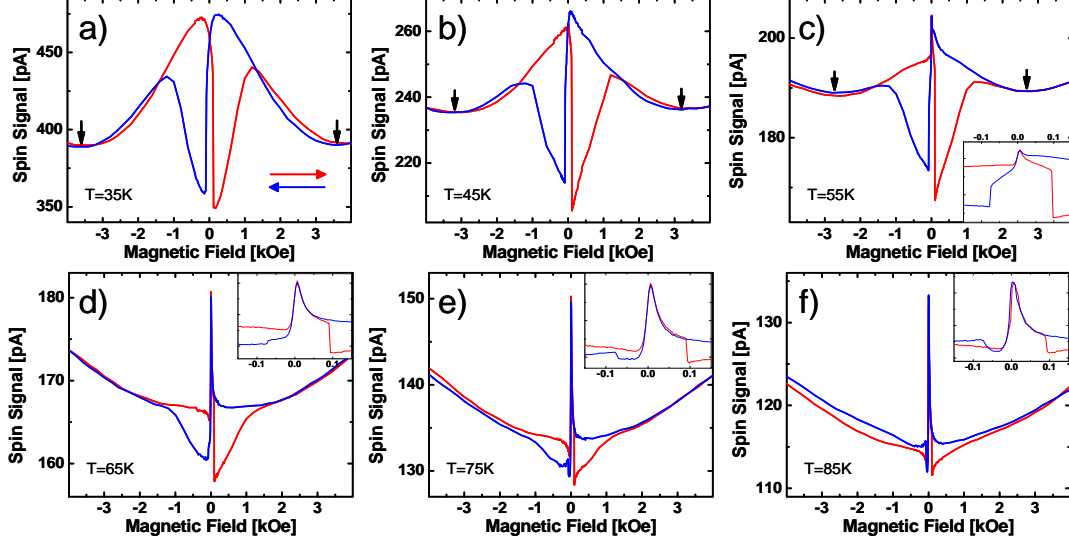 a)
Spin Signal [pA]
450
400
350
T=35K
-3 -2 -1 0 1 2 3
Magnetic Field [kOe]
b)
Spin Signal [pA]
260
240
220
T=45K
-3 -2 -1 0 1 2 3
Magnetic Field [kOe]
c)
Spin Signal [pA]
200
190
180
170
T=55K
-0.1 0.0 0.1
-3 -2 -1 0 1 2 3
Magnetic Field [kOe]
d)
Spin Signal [pA]
180
170
160
T=65K
-0.1 0.0 0.1
-3 -2 -1 0 1 2 3
Magnetic Field [kOe]
e)
Spin Signal [pA]
150
140
130
T=75K
-0.1 0.0 0.1
-3 -2 -1 0 1 2 3
Magnetic Field [kOe]
f)
Spin Signal [pA]
130
120
110
T=85K
-0.1 0.0 0.1
-3 -2 -1 0 1 2 3
Magnetic Field [kOe]